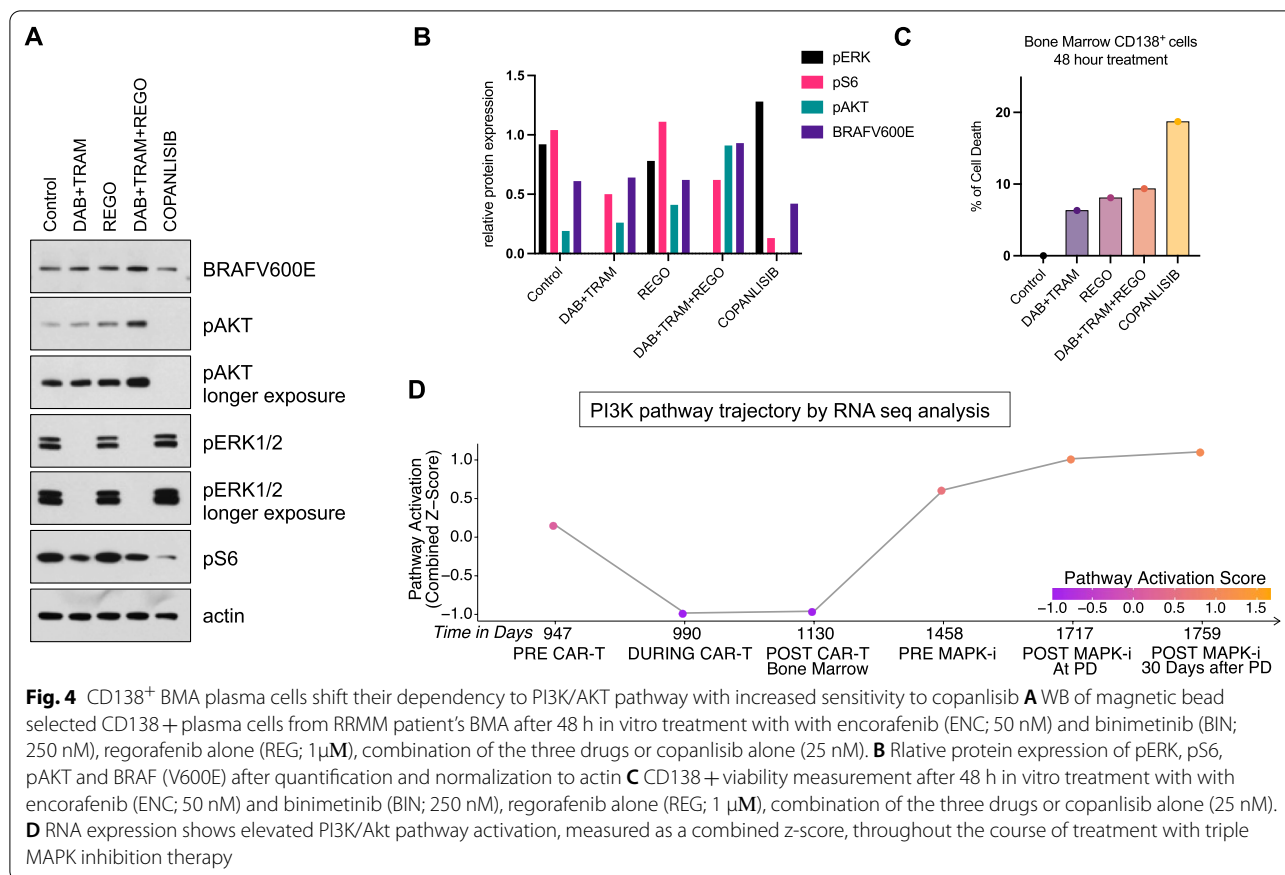 A
Control
DAB+TRAM
REGO
DAB+TRAM+REGO
COPANLISIB
BRAFV600E
pAKT
pAKT
longer exposure
pERK1/2
pERK1/2
longer exposure
pS6
actin
B
pERK
pS6
pAKT
BRAFV600E
relative protein expression
1.5
1.0
0.5
0.0
Control
DAB+TRAM
REGO
DAB+TRAM+REGO
COPANLISIB
C
Bone Marrow CD138+ cells
48 hour treatment
% of Cell Death
20
10
0
Control
DAB+TRAM
REGO
DAB+TRAM+REGO
COPANLISIB
D
PI3K pathway trajectory by RNA seq analysis
Pathway Activation
(Combined Z−Score)
1.0
0.5
0.0
−0.5
−1.0
Pathway Activation Score
−1.0 −0.5 0.0 0.5 1.0 1.5
Time in Days 947 990 1130 1458 1717 1759
PRE CAR-T DURING CAR-T POST CAR-T PRE MAPK-i POST MAPK-i POST MAPK-i
Bone Marrow At PD 30 Days after PD
Fig. 4 CD138+ BMA plasma cells shift their dependency to PI3K/AKT pathway with increased sensitivity to copanlisib A WB of magnetic bead
selected CD138 + plasma cells from RRMM patient's BMA after 48 h in vitro treatment with with encorafenib (ENC; 50 nM) and binimetinib (BIN;
250 nM), regorafenib alone (REG; 1μM), combination of the three drugs or copanlisib alone (25 nM). B Rlative protein expression of pERK, pS6,
pAKT and BRAF (V600E) after quantification and normalization to actin C CD138 + viability measurement after 48 h in vitro treatment with with
encorafenib (ENC; 50 nM) and binimetinib (BIN; 250 nM), regorafenib alone (REG; 1 μM), combination of the three drugs or copanlisib alone (25 nM).
D RNA expression shows elevated PI3K/Akt pathway activation, measured as a combined z-score, throughout the course of treatment with triple
MAPK inhibition therapy